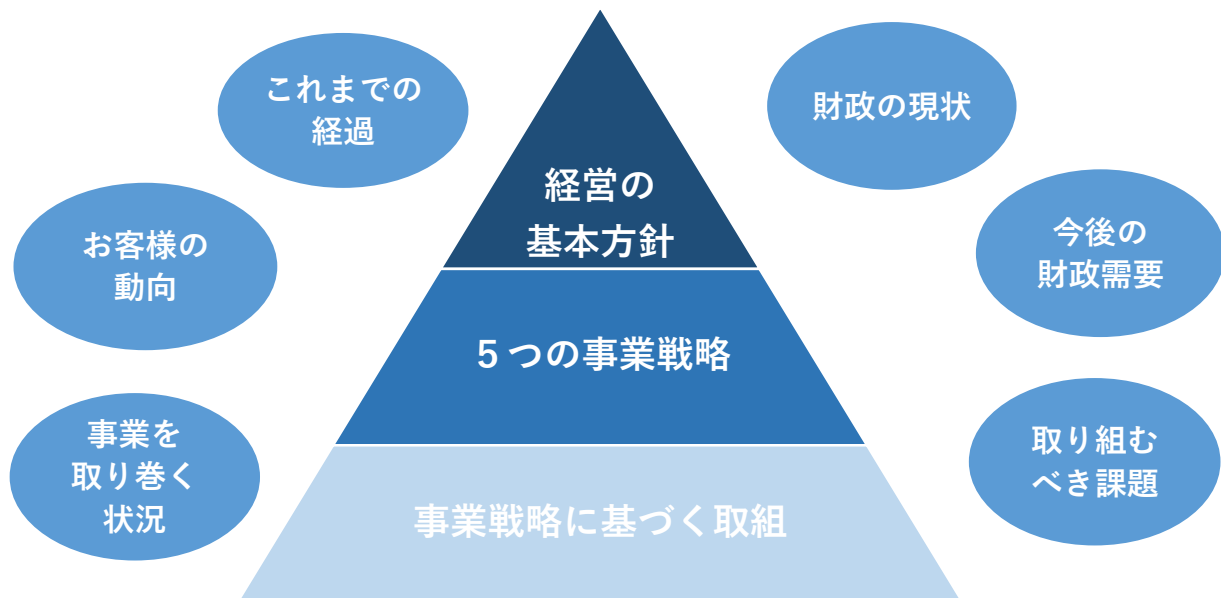 これまでの
経過
財政の現状
経営の
基本方針
お客様の
動向
今後の
財政需要
５つの事業戦略
事業を
取り巻く
状況
取り組む
べき課題
事業戦略に基づく取組